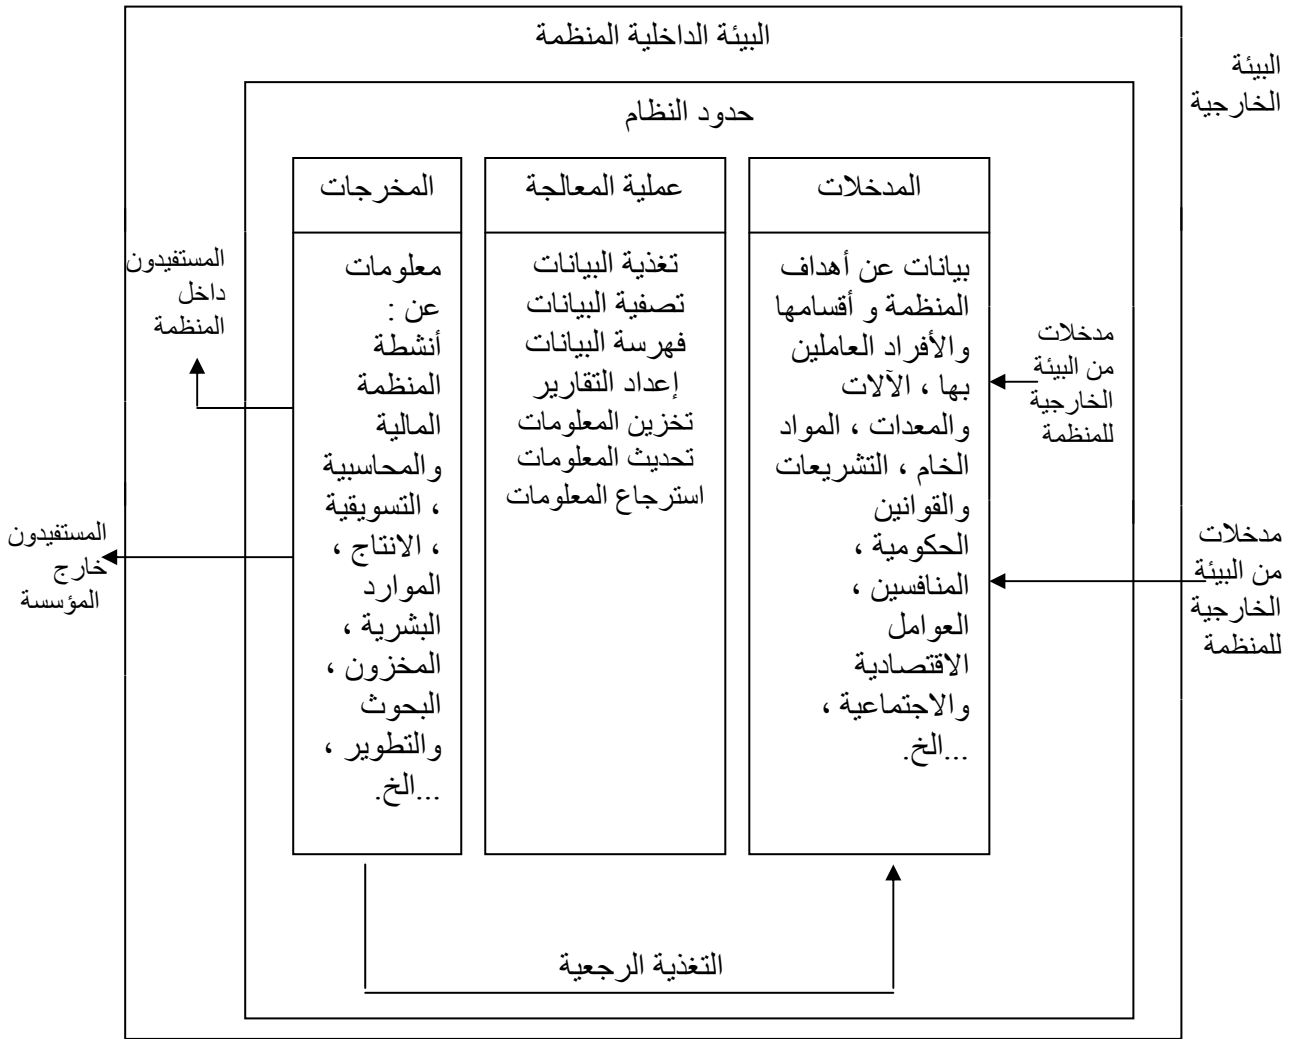 البيئة الداخلية المنظمة
البيئة
الخارجية
حدود النظام
المدخلات
بيانات عن أهداف
المنظمة و أقسامها
والأفراد العاملين
بها ، الآلات
والمعدات ، المواد
الخام ، التشريعات
والقوانين
الحكومية ،
المنافسين ،
العوامل
الاقتصادية
والاجتماعية ،
...الخ.
عملية المعالجة
تغذية البيانات
تصفية البيانات
فهرسة البيانات
إعداد التقارير
تخزين المعلومات
تحديث المعلومات
استرجاع المعلومات
المخرجات
معلومات
عن :
أنشطة
المنظمة
المالية
والمحاسبية
، التسويقية
، الانتاج ،
الموارد
البشرية ،
المخزون ،
البحوث
والتطوير ،
...الخ.
مدخلات
من البيئة
الخارجية
للمنظمة
مدخلات
من البيئة
الخارجية
للمنظمة
المستفيدون
داخل
المنظمة
المستفيدون
خارج
المؤسسة
التغذية الرجعية